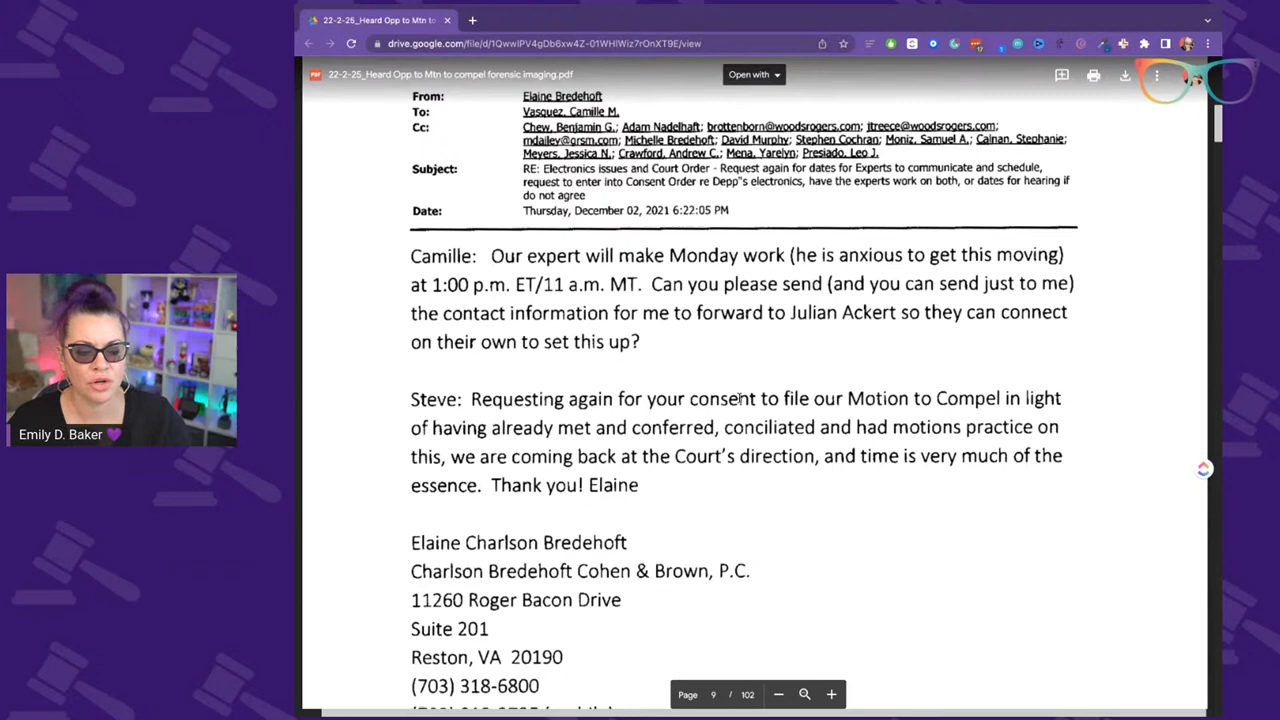 22-2-25_Heard Opp to Mtn to
drive.google.com/file/d/1QwwIPV4gDb6xw4Z-01WHlWiz7rOnXT9E/view
PDF 22-2-25_Heard Opp to Mtn to compel forensic imaging.pdf
Open with
From: Elaine Bredehoft
To: Vasquez, Camille M.
Cc: Chew, Benjamin G.; Adam Nadelhaft; brottenborn@woodsrogers.com; jtreece@woodsrogers.com;
mdailey@grsm.com; Michelle Bredehoft; David Murphy; Stephen Cochran; Moniz, Samuel A.; Calnan, Stephanie;
Meyers, Jessica N.; Crawford, Andrew C.; Mena, Yarelyn; Presiado, Leo J.
Subject: RE: Electronics issues and Court Order - Request again for dates for Experts to communicate and schedule,
request to enter into Consent Order re Depp"s electronics, have the experts work on both, or dates for hearing if
do not agree
Date: Thursday, December 02, 2021 6:22:05 PM
Camille: Our expert will make Monday work (he is anxious to get this moving)
at 1:00 p.m. ET/11 a.m. MT. Can you please send (and you can send just to me)
the contact information for me to forward to Julian Ackert so they can connect
on their own to set this up?
Steve: Requesting again for your consent to file our Motion to Compel in light
of having already met and conferred, conciliated and had motions practice on
this, we are coming back at the Court's direction, and time is very much of the
essence. Thank you! Elaine
Elaine Charlson Bredehoft
Charlson Bredehoft Cohen & Brown, P.C.
11260 Roger Bacon Drive
Suite 201
Reston, VA 20190
(703) 318-6800
Emily D. Baker 💜
Page 9 / 102